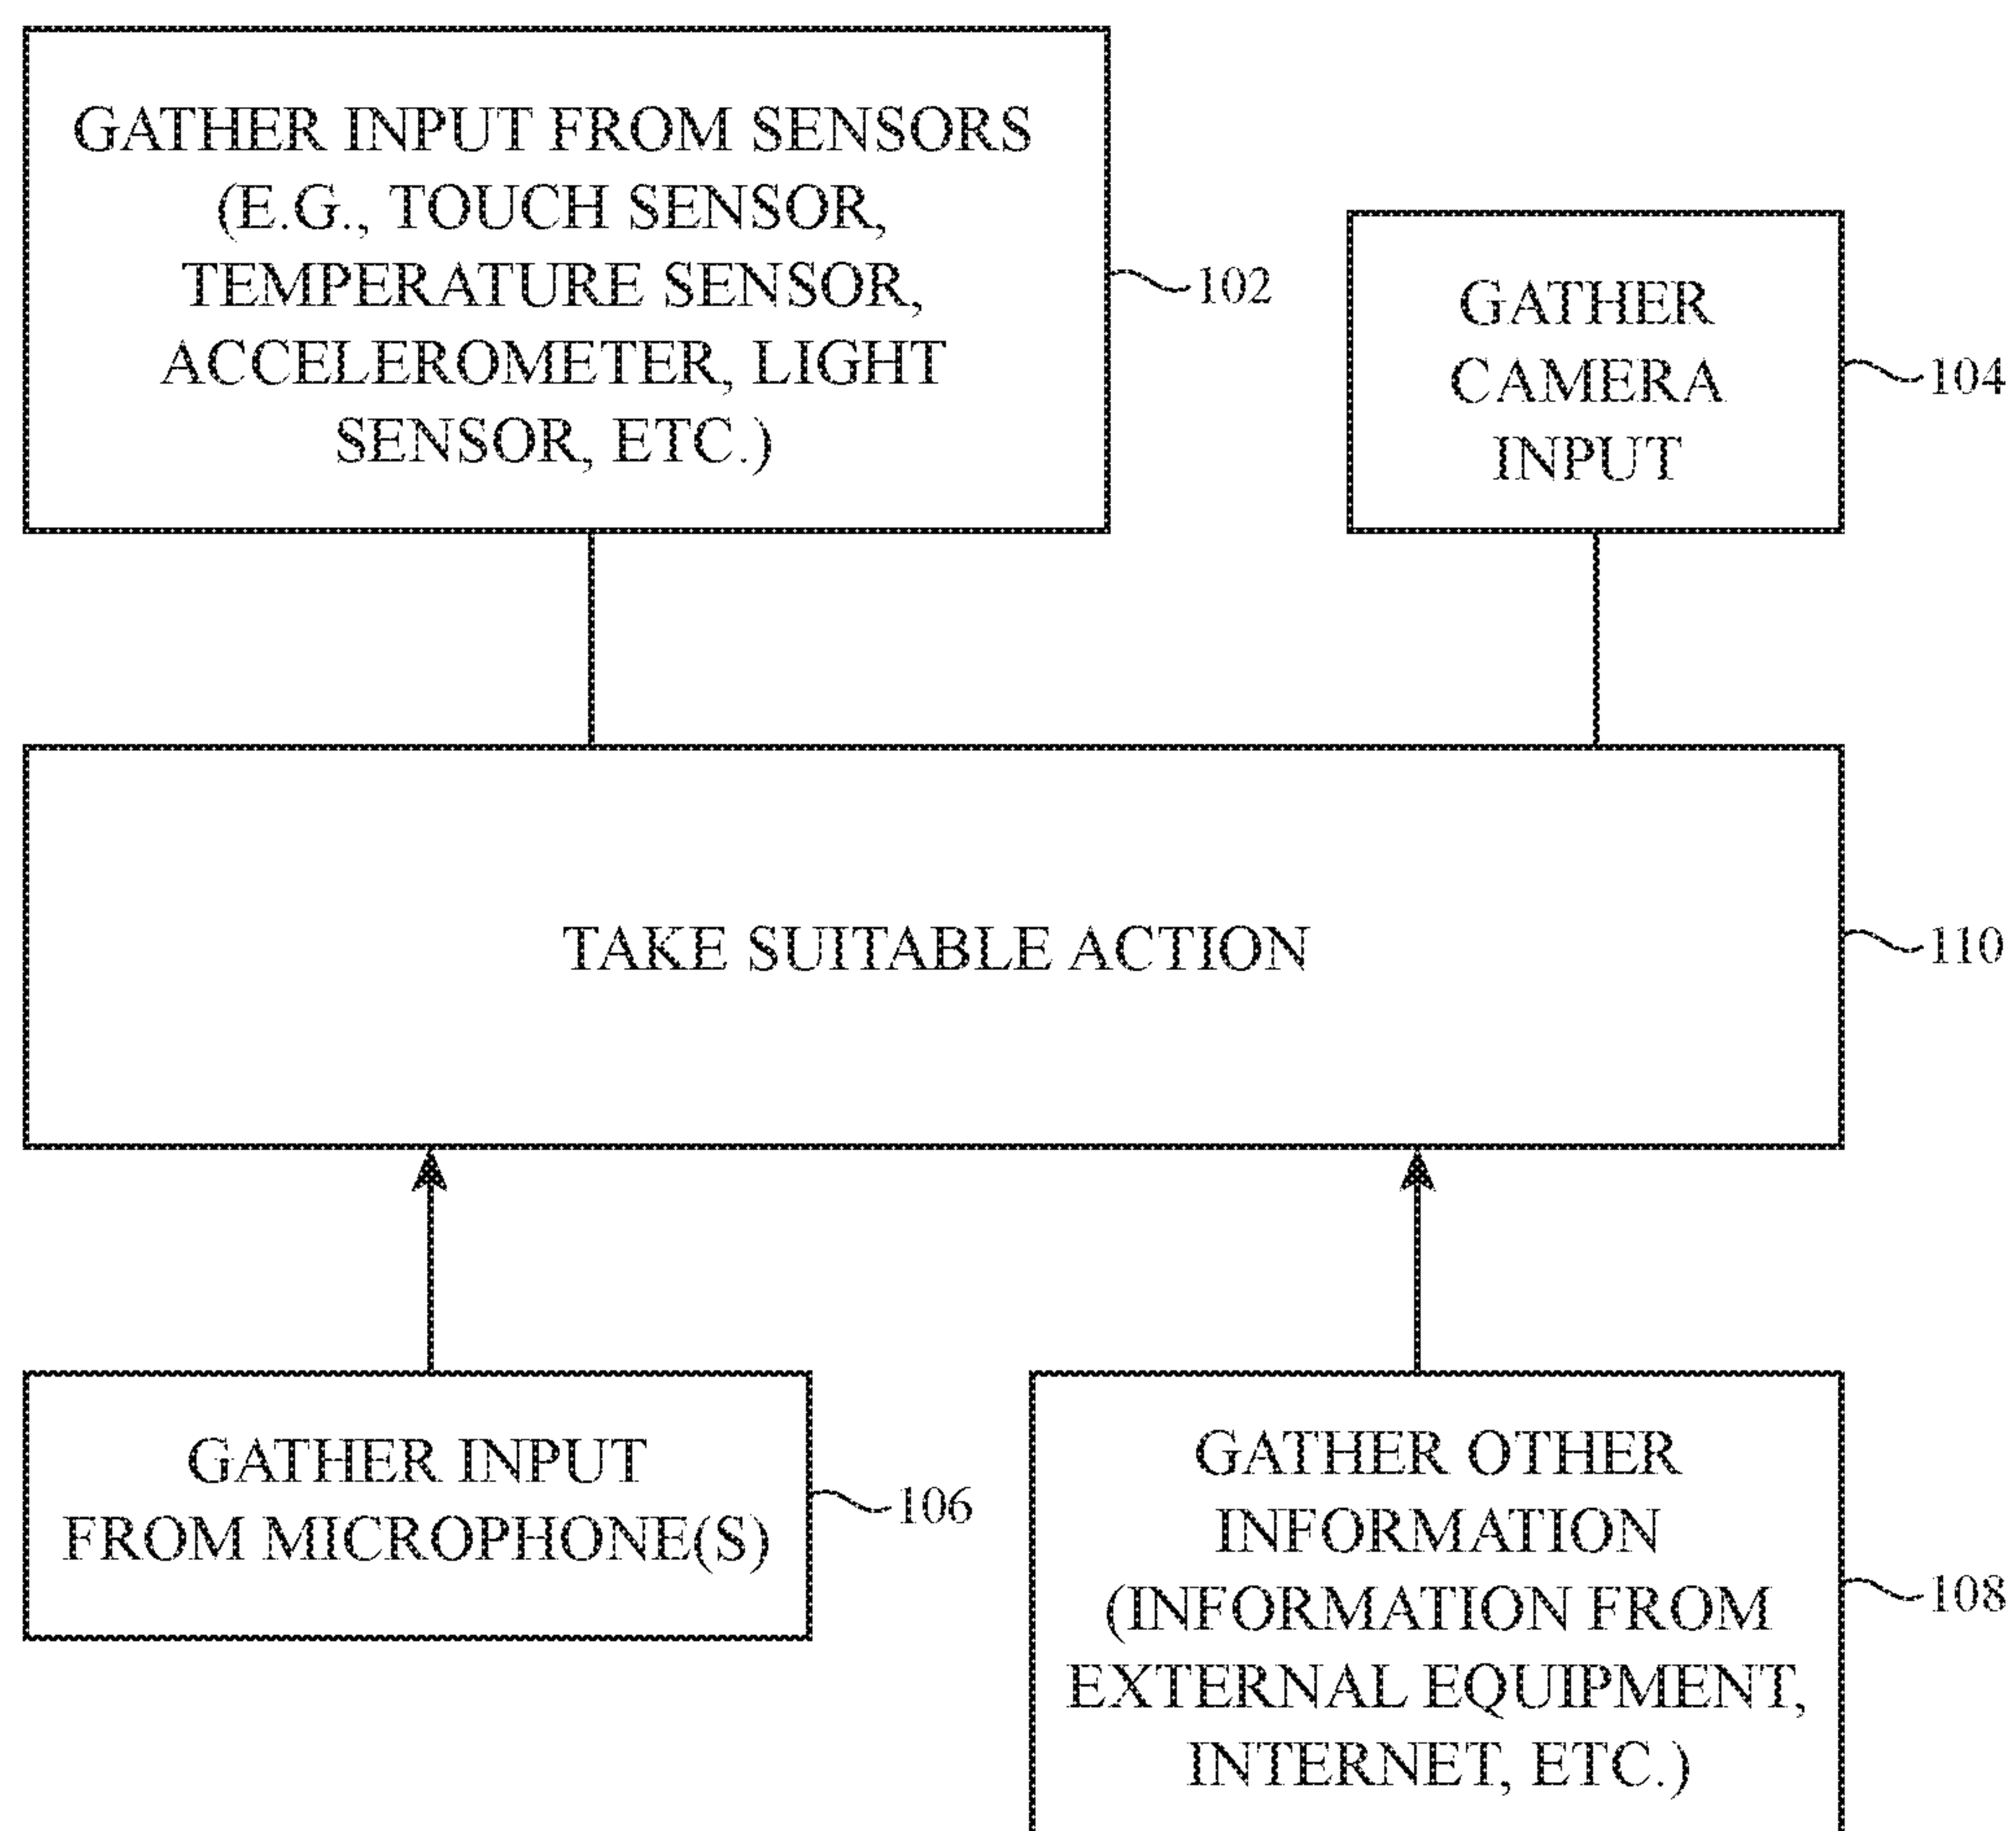 GATHER INPUT FROM SENSORS
(E.G., TOUCH SENSOR,
TEMPERATURE SENSOR,
ACCELEROMETER, LIGHT
SENSOR, ETC.)
102
GATHER
CAMERA
INPUT
104
TAKE SUITABLE ACTION
110
GATHER INPUT
FROM MICROPHONE(S)
106
GATHER OTHER
INFORMATION
(INFORMATION FROM
EXTERNAL EQUIPMENT,
INTERNET, ETC.)
108